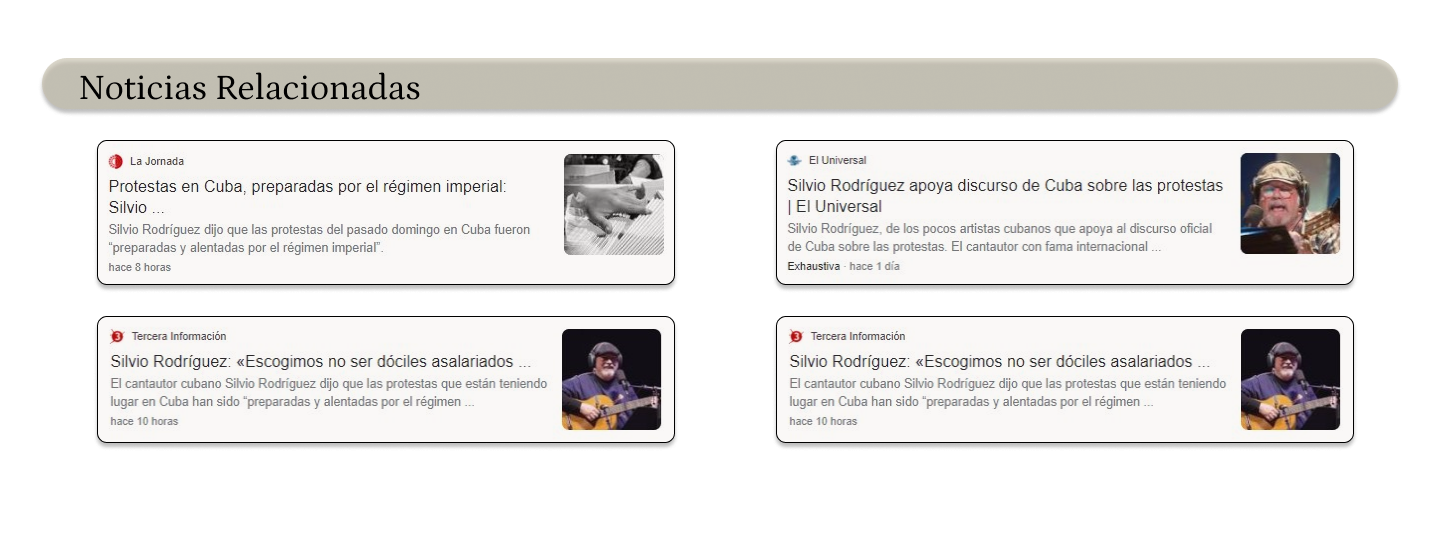 Noticias Relacionadas
La Jornada
Protestas en Cuba, preparadas por el régimen imperial:
Silvio ...
Silvio Rodríguez dijo que las protestas del pasado domingo en Cuba fueron
“preparadas y alentadas por el régimen imperial”.
hace 8 horas
El Universal
Silvio Rodríguez apoya discurso de Cuba sobre las protestas
| El Universal
Silvio Rodríguez, de los pocos artistas cubanos que apoya al discurso oficial
de Cuba sobre las protestas. El cantautor con fama internacional ...
Exhaustiva · hace 1 día
Tercera Información
Silvio Rodríguez: «Escogimos no ser dóciles asalariados ...
El cantautor cubano Silvio Rodríguez dijo que las protestas que están teniendo
lugar en Cuba han sido “preparadas y alentadas por el régimen ...
hace 10 horas
Tercera Información
Silvio Rodríguez: «Escogimos no ser dóciles asalariados ...
El cantautor cubano Silvio Rodríguez dijo que las protestas que están teniendo
lugar en Cuba han sido “preparadas y alentadas por el régimen ...
hace 10 horas